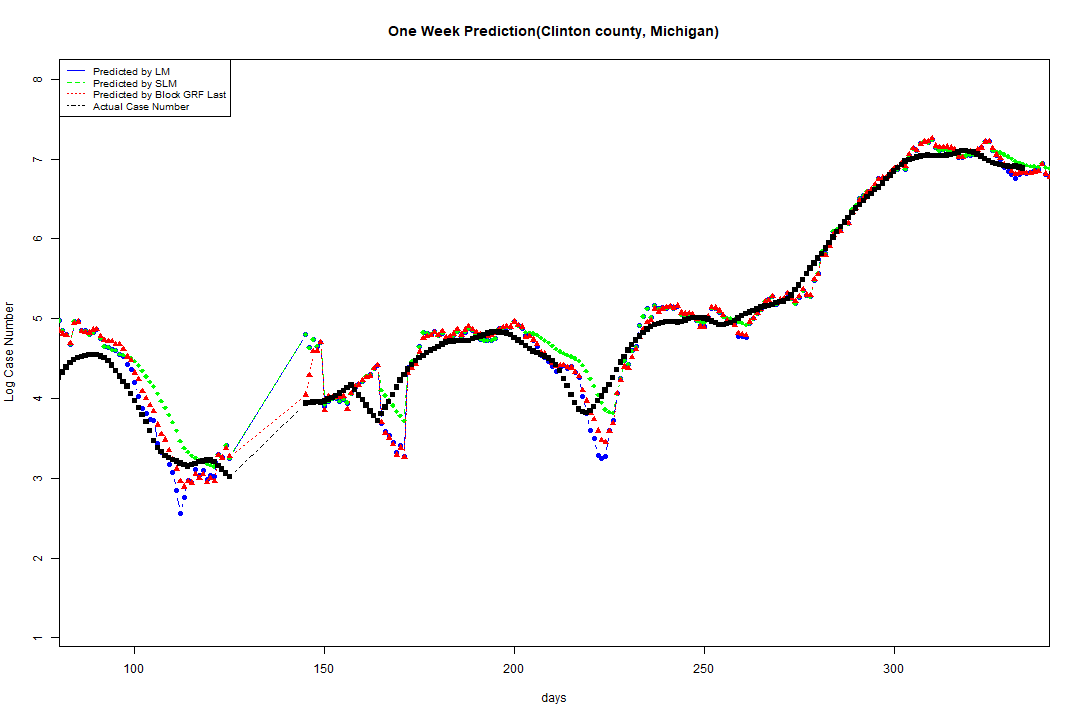 One Week Prediction(Clinton county, Michigan)
Predicted by LM
Predicted by SLM
Predicted by Block GRF Last
Actual Case Number
8
7
6
5
4
3
2
1
Log Case Number
100 150 200 250 300
days